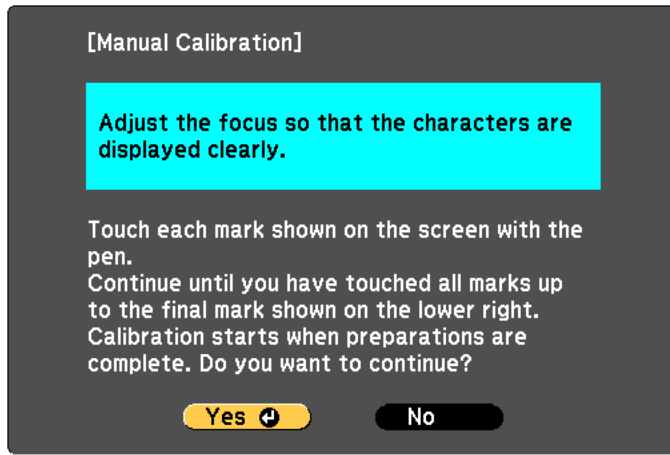 [Manual Calibration]
Adjust the focus so that the characters are
displayed clearly.
Touch each mark shown on the screen with the
pen.
Continue until you have touched all marks up
to the final mark shown on the lower right.
Calibration starts when preparations are
complete. Do you want to continue?
Yes No